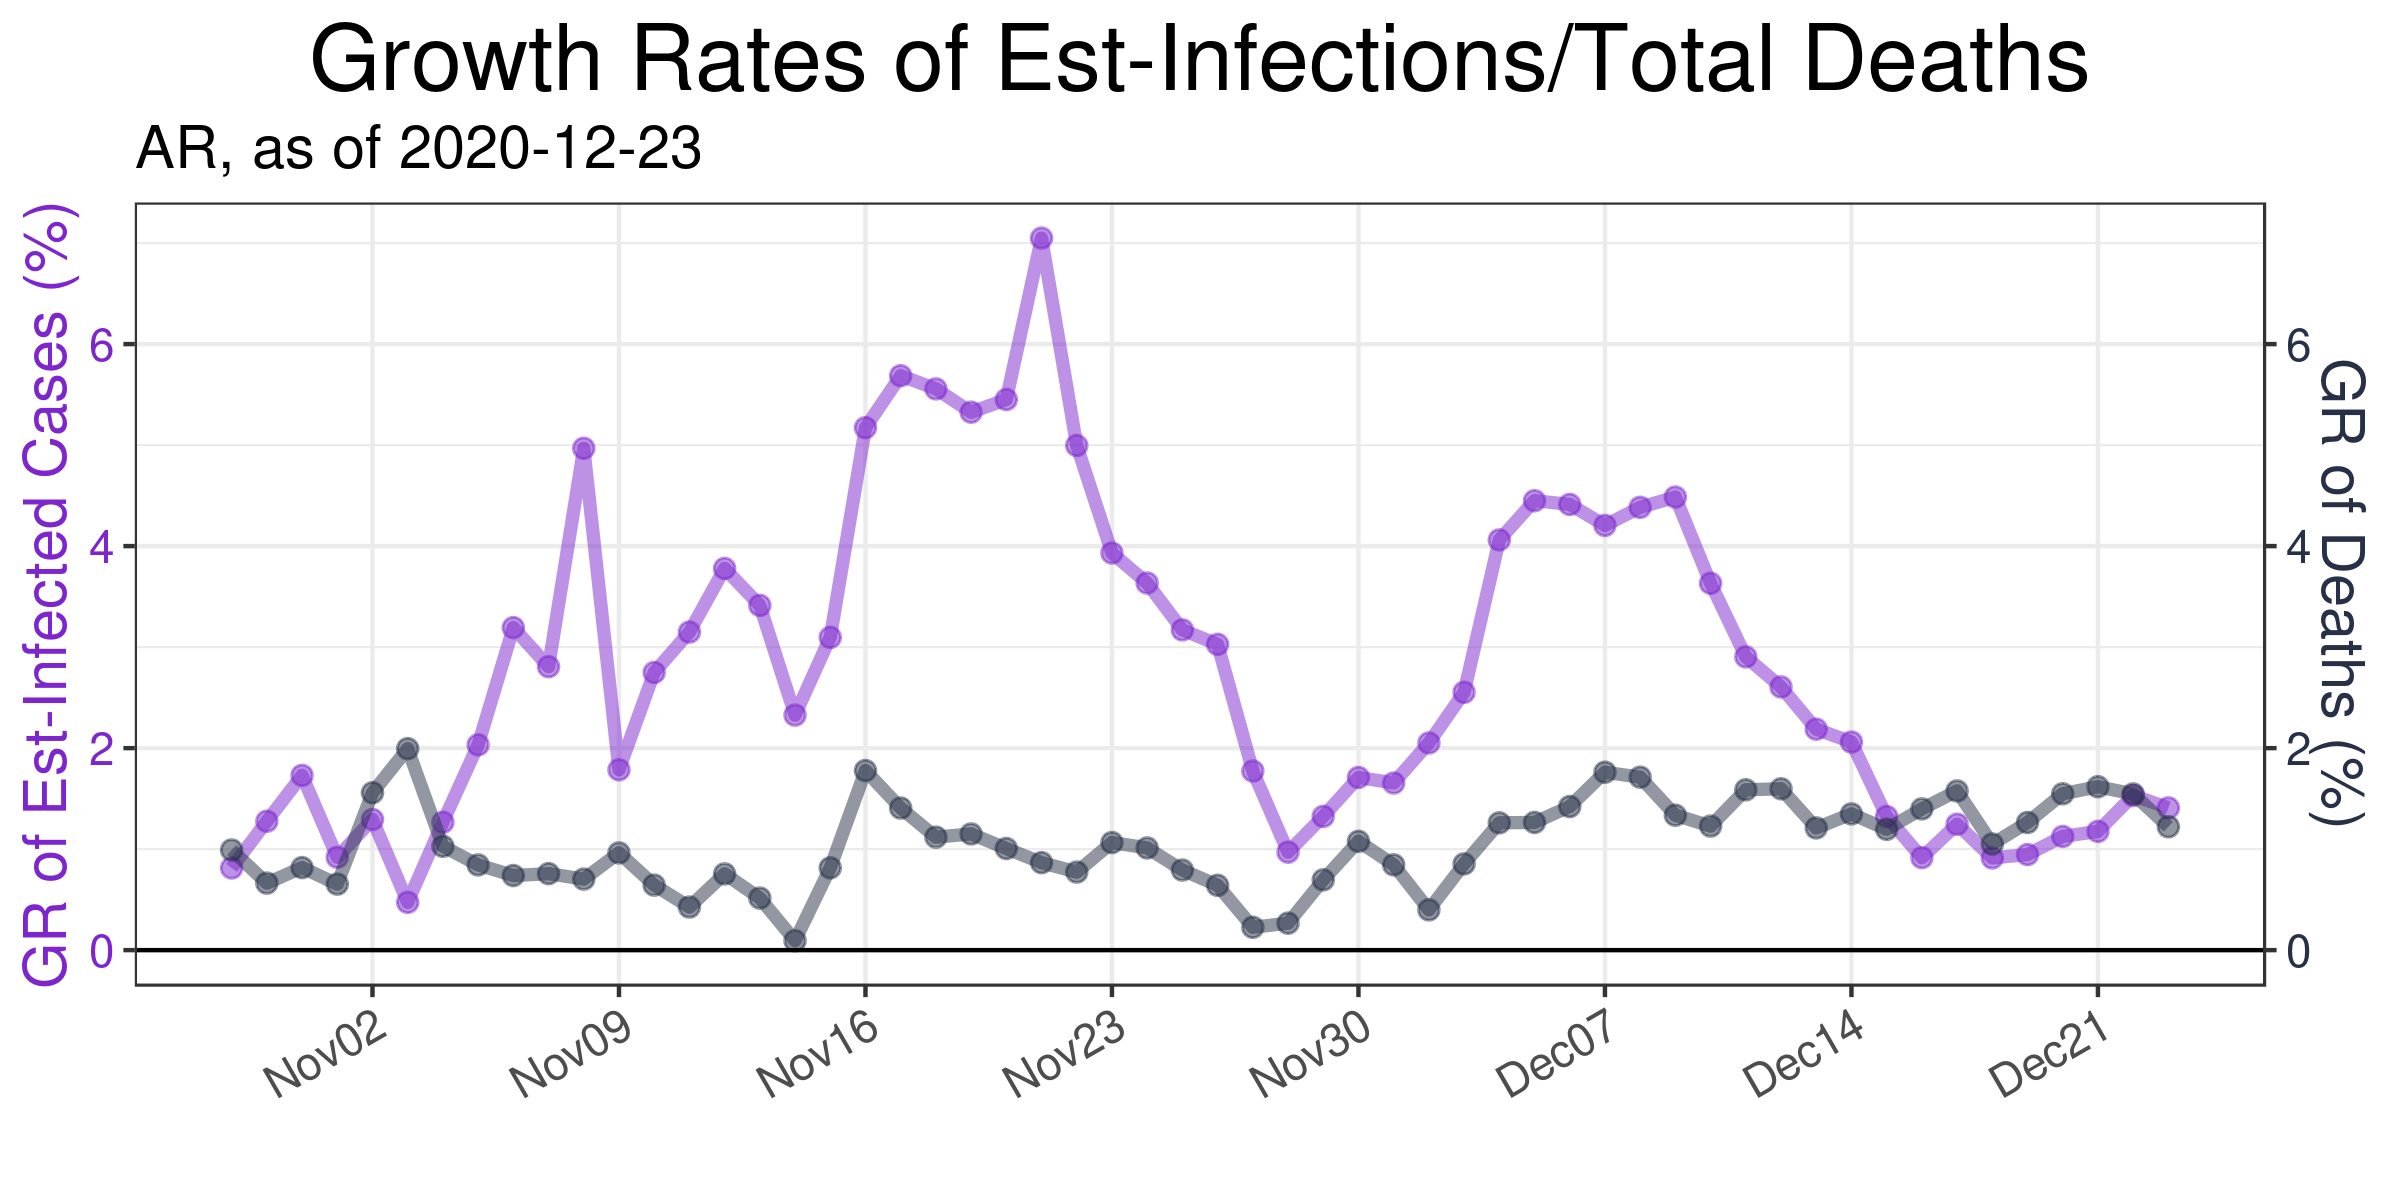 Growth Rates of Est-Infections/Total Deaths
AR, as of 2020-12-23
GR of Est-Infected Cases (%)
6
4
2
0
6
4
2
0
GR of Deaths (%)
Nov02
Nov09
Nov16
Nov23
Nov30
Dec07
Dec14
Dec21